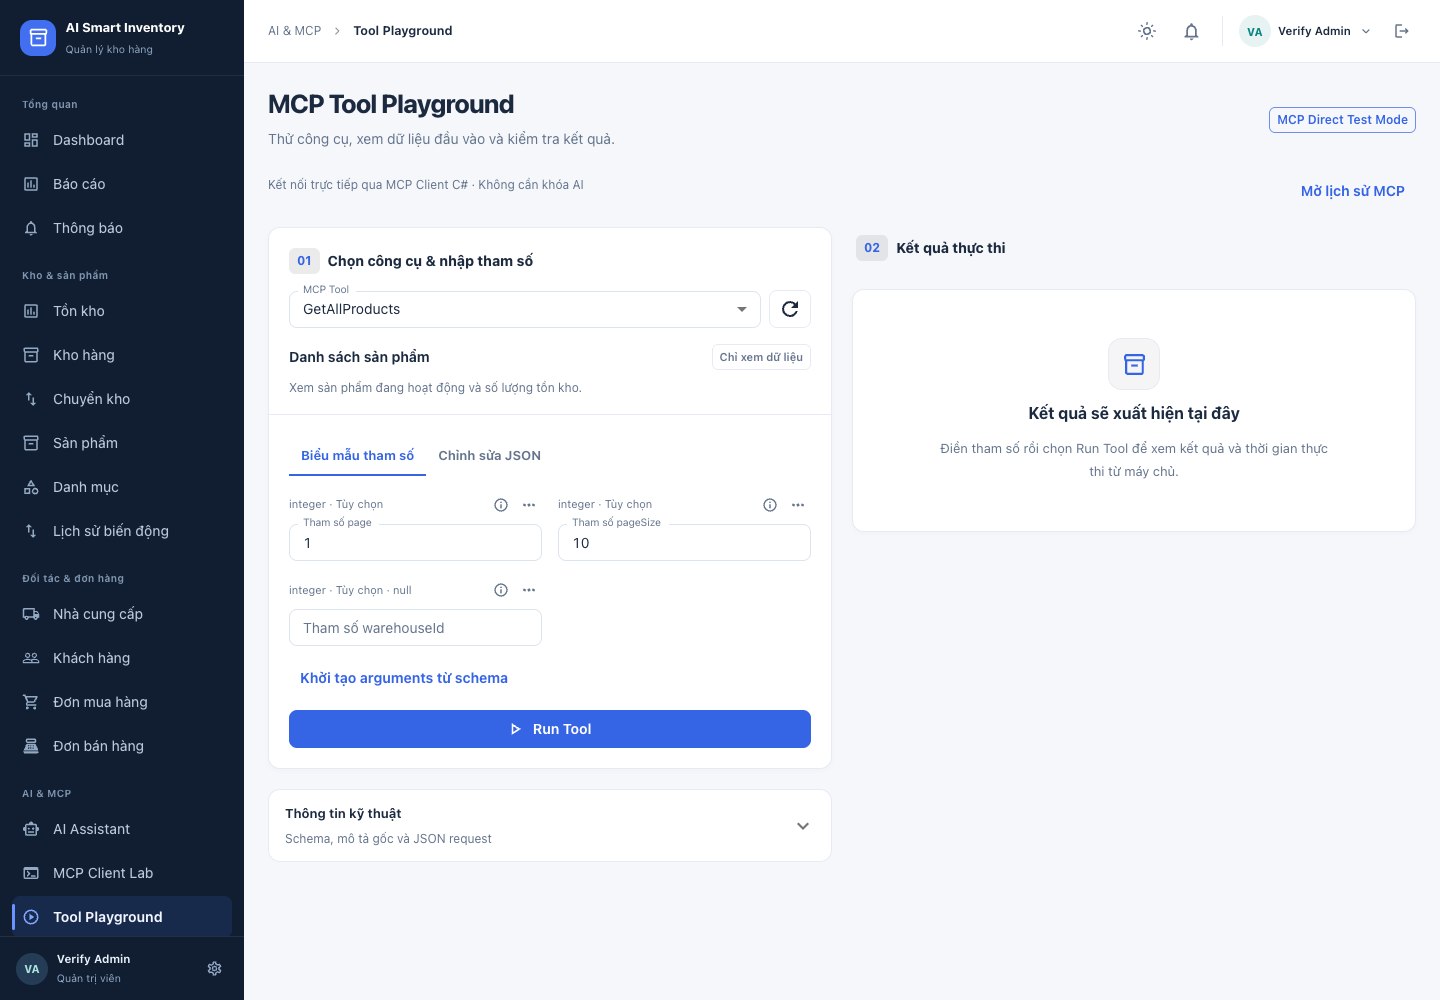 AI Smart Inventory
Quản lý kho hàng
Tổng quan
Dashboard
Báo cáo
Thông báo
Kho & sản phẩm
Tồn kho
Kho hàng
Chuyển kho
Sản phẩm
Danh mục
Lịch sử biến động
Đối tác & đơn hàng
Nhà cung cấp
Khách hàng
Đơn mua hàng
Đơn bán hàng
AI & MCP
AI Assistant
MCP Client Lab
Tool Playground
VA
Verify Admin
Quản trị viên
AI & MCP > Tool Playground
VA Verify Admin
MCP Tool Playground
Thử công cụ, xem dữ liệu đầu vào và kiểm tra kết quả.
MCP Direct Test Mode
Kết nối trực tiếp qua MCP Client C# · Không cần khóa AI
Mở lịch sử MCP
01 Chọn công cụ & nhập tham số
MCP Tool
GetAllProducts
Danh sách sản phẩm
Chỉ xem dữ liệu
Xem sản phẩm đang hoạt động và số lượng tồn kho.
Biểu mẫu tham số
Chỉnh sửa JSON
integer · Tùy chọn
Tham số page
1
integer · Tùy chọn
Tham số pageSize
10
integer · Tùy chọn · null
Tham số warehouseId
Khởi tạo arguments từ schema
Run Tool
Thông tin kỹ thuật
Schema, mô tả gốc và JSON request
02 Kết quả thực thi
Kết quả sẽ xuất hiện tại đây
Điền tham số rồi chọn Run Tool để xem kết quả và thời gian thực
thi từ máy chủ.